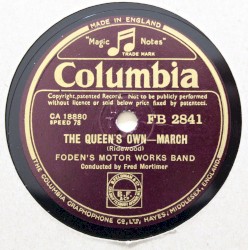 MADE IN ENGLAND
"Magic Notes"
TRADE MARK
Columbia
Copyright, patented Record. Not to be publicly performed
without licence or sold below price fixed by patentees.
CA 18880
SPEED 78
FB 2841
THE QUEEN'S OWN—MARCH
(Ridewood)
FODEN'S MOTOR WORKS BAND
Conducted by Fred Mortimer
THE COLUMBIA GRAPHOPHONE CO., LTD., HAYES, MIDDLESEX, ENGLAND.